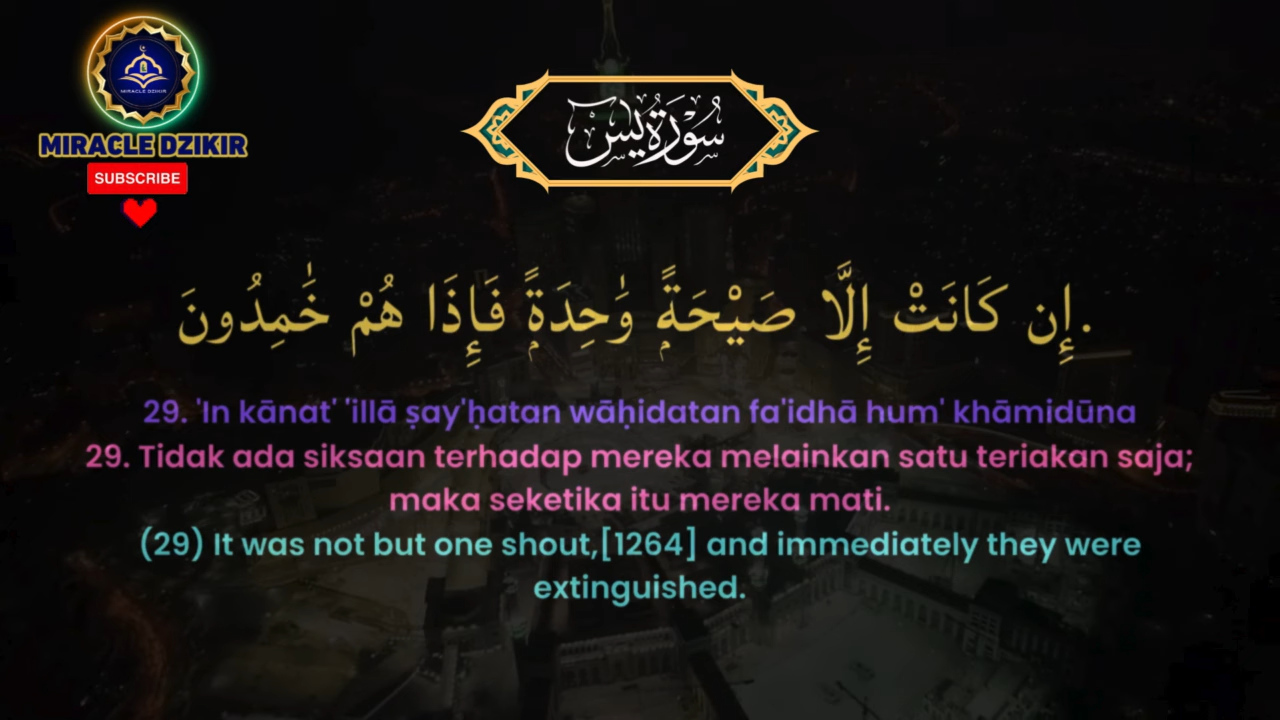 MIRACLE DZIKIR
MIRACLE DZIKIR
SUBSCRIBE
سُورَةُ يس
إِن كَانَتْ إِلَّا صَيْحَةًۭ وَٰحِدَةًۭ فَإِذَا هُمْ خَٰمِدُونَ.
29. 'In kānat' 'illā ṣay'ḥatan wāḥidatan fa'idhā hum' khāmidūna
29. Tidak ada siksaan terhadap mereka melainkan satu teriakan saja;
maka seketika itu mereka mati.
(29) It was not but one shout,[1264] and immediately they were
extinguished.